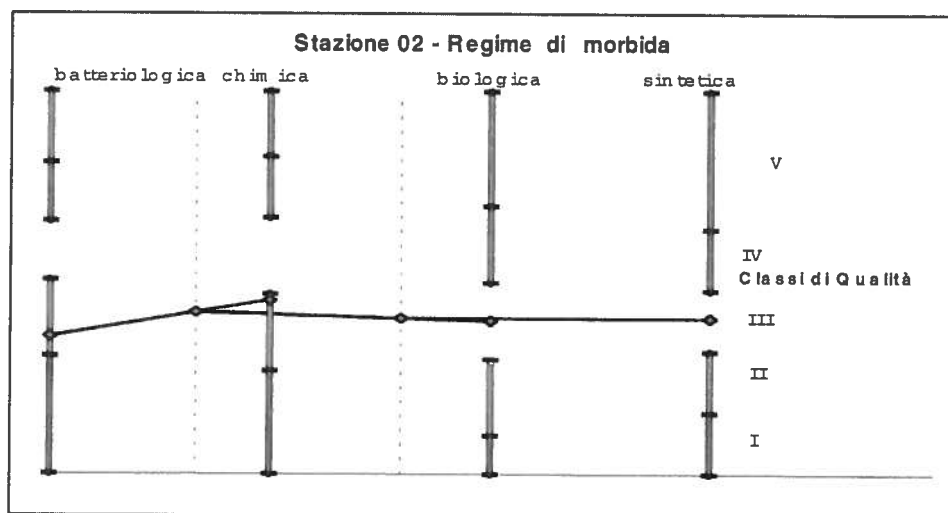 Stazione 02 - Regime di morbida
batteriologica chimica biologica sintetica
V
IV
Classi di Qualità
III
II
I